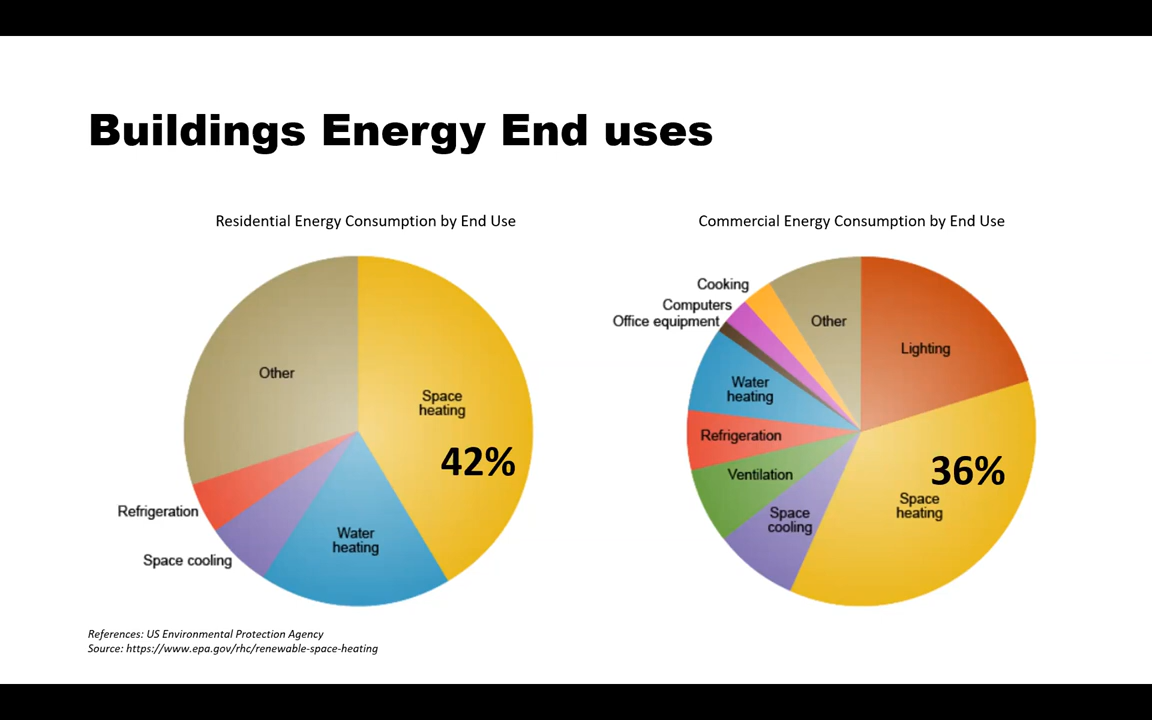 Buildings Energy End uses
Residential Energy Consumption by End Use
Other
Space
heating
42%
Refrigeration
Space cooling
Water
heating
Commercial Energy Consumption by End Use
Cooking
Computers
Office equipment
Other
Lighting
Water
heating
Refrigeration
Ventilation
Space
cooling
36%
Space
heating
References: US Environmental Protection Agency
Source: https://www.epa.gov/rhc/renewable-space-heating